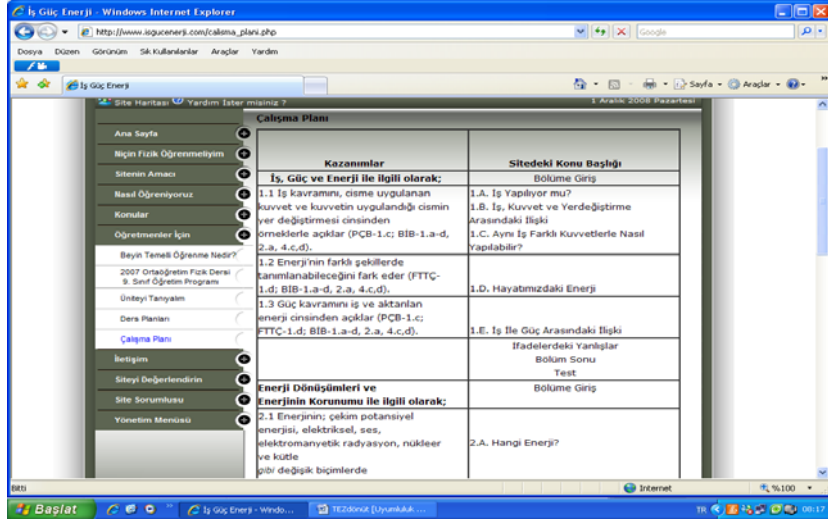 İş Güç Enerji - Windows Internet Explorer
http://www.isgucenerji.com/calisma_plani.php
Google
Dosya Düzen Görünüm Sık Kullanılanlar Araçlar Yardım
İş Güç Enerji
Sayfa Araçlar
Site Haritası Yardım İster misiniz ?
1 Aralık 2008 Pazartesi
Ana Sayfa
Niçin Fizik Öğrenmeliyim
Sitenin Amacı
Nasıl Öğreniyoruz
Konular
Öğretmenler İçin
Beyin Temelli Öğrenme Nedir?
2007 Ortaöğretim Fizik Dersi
9. Sınıf Öğretim Programı
Üniteyi Tanıyalım
Ders Planları
Çalışma Planı
İletişim
Siteyi Değerlendirin
Site Sorumlusu
Yönetim Menüsü
Çalışma Planı
Kazanımlar
Sitedeki Konu Başlığı
İş, Güç ve Enerji ile ilgili olarak;
Bölüme Giriş
1.1 İş kavramını, cisme uygulanan
kuvvet ve kuvvetin uygulandığı cismin
yer değiştirmesi cinsinden
örneklerle açıklar (PÇB-1.c; BİB-1.a-d,
2.a, 4.c,d).
1.A. İş Yapılıyor mu?
1.B. İş, Kuvvet ve Yerdeğiştirme
Arasındaki İlişki
1.C. Aynı İş Farklı Kuvvetlerle Nasıl
Yapılabilir?
1.2 Enerji'nin farklı şekillerde
tanımlanabileceğini fark eder (FTTÇ-
1.d; BİB-1.a-d, 2.a, 4.c,d).
1.D. Hayatımızdaki Enerji
1.3 Güç kavramını iş ve aktarılan
enerji cinsinden açıklar (PÇB-1.c;
FTTÇ-1.d; BİB-1.a-d, 2.a, 4.c,d).
1.E. İş İle Güç Arasındaki İlişki
İfadelerdeki Yanlışlar
Bölüm Sonu
Test
Enerji Dönüşümleri ve
Enerjinin Korunumu ile ilgili olarak;
Bölüme Giriş
2.1 Enerjinin; çekim potansiyel
enerjisi, elektriksel, ses,
elektromanyetik radyasyon, nükleer
ve kütle
gibi değişik biçimlerde
2.A. Hangi Enerji?
Bitti
Internet
%100
Başlat
İş Güç Enerji - Windo...
TEZdönüt [Uyumluluk ...
TR
00:17